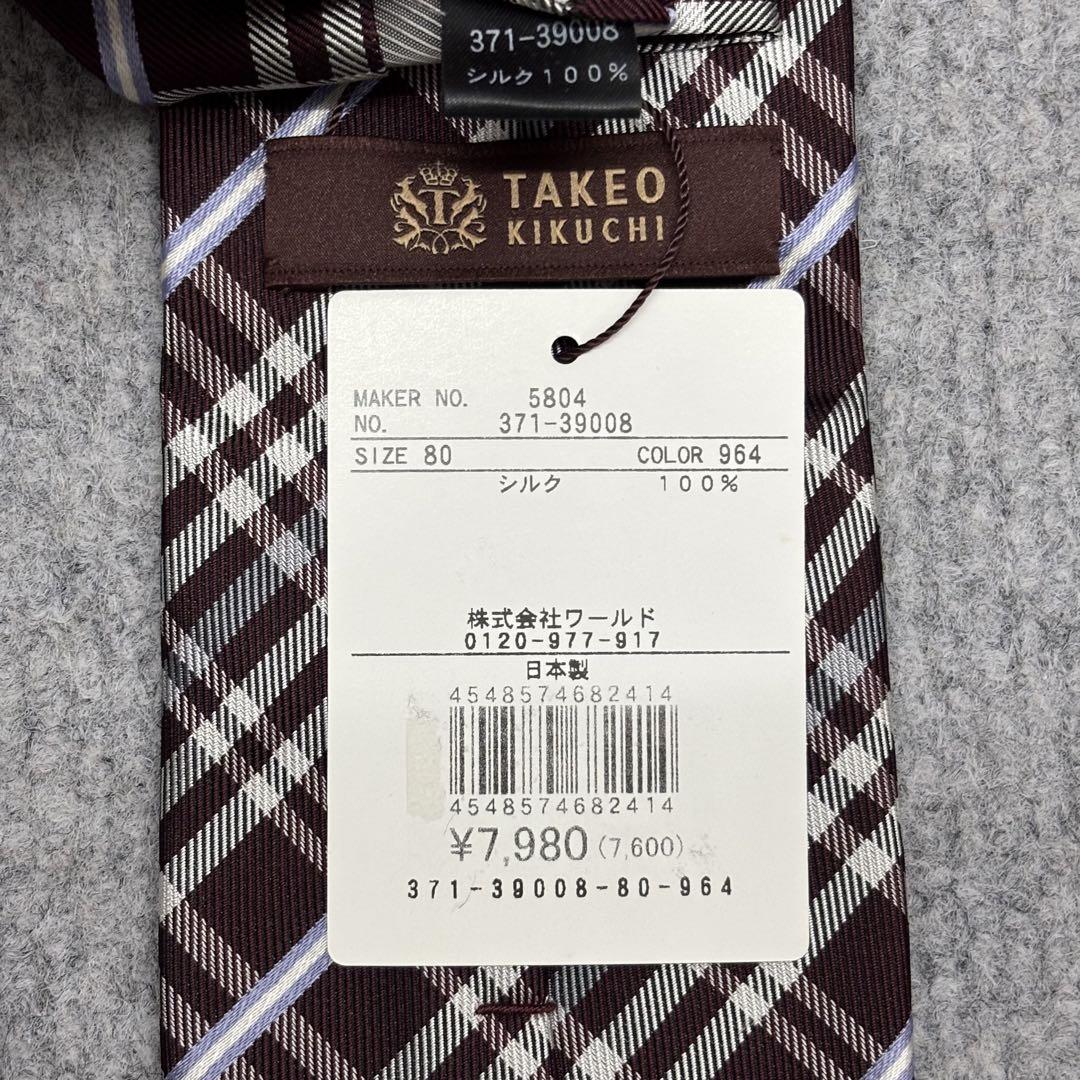 371-39008
シルク100%
TAKEO
KIKUCHI
MAKER NO. 5804
NO. 371-39008
SIZE 80 COLOR 964
シルク 100%
株式会社ワールド
0120-977-917
日本製
4548574682414
4548574682414
¥7,980 (7,600)
371-39008-80-964